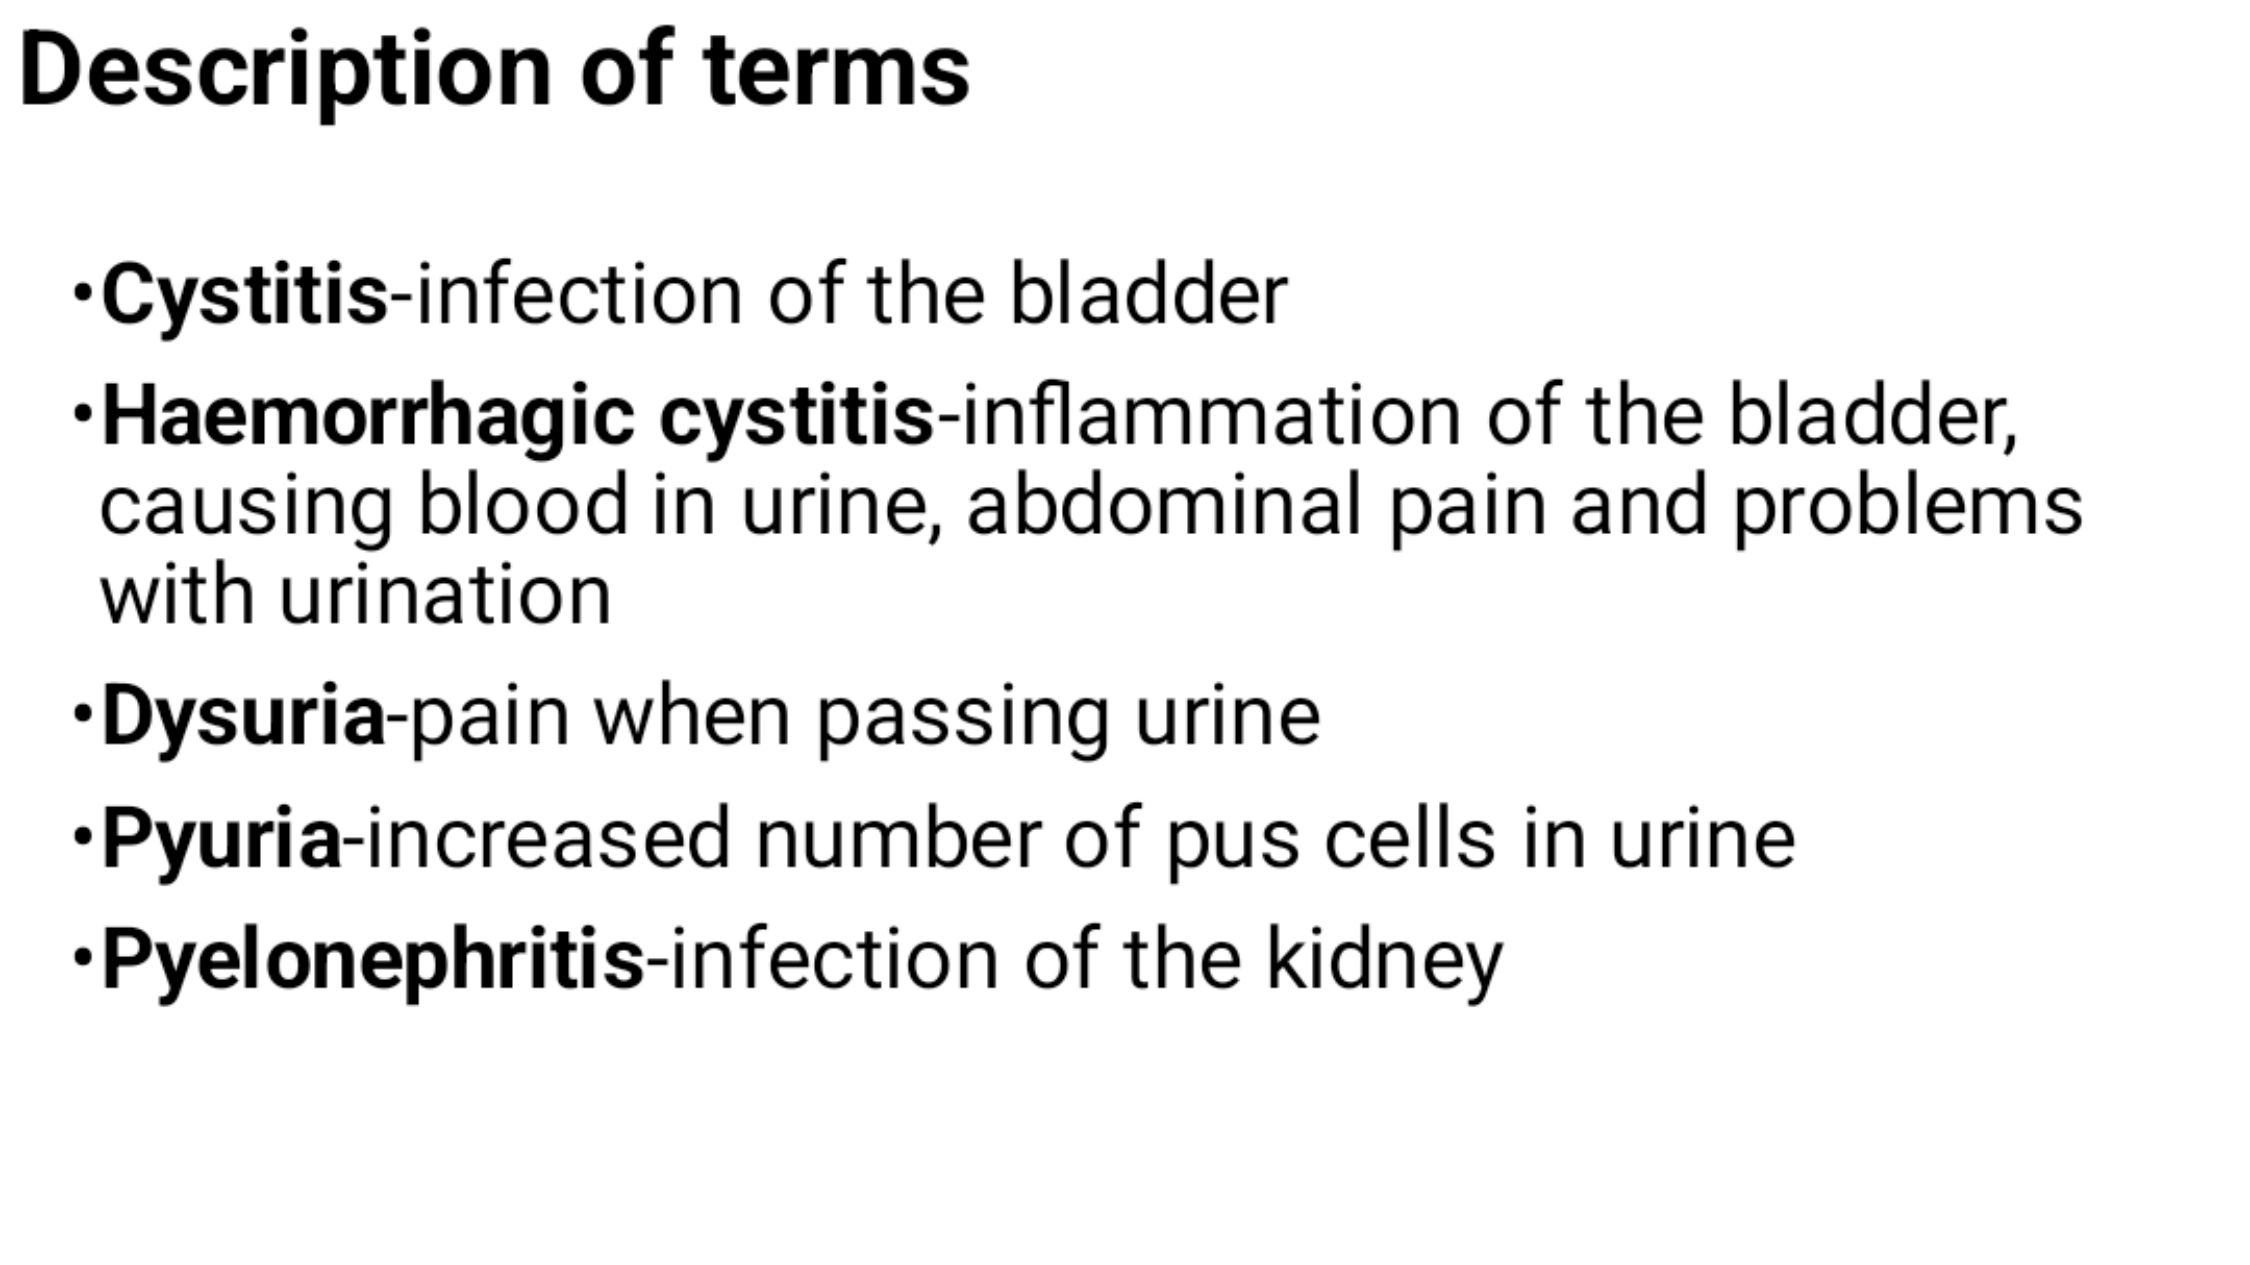 Description of terms
•Cystitis-infection of the bladder
•Haemorrhagic cystitis-inflammation of the bladder,
causing blood in urine, abdominal pain and problems
with urination
•Dysuria-pain when passing urine
•Pyuria-increased number of pus cells in urine
•Pyelonephritis-infection of the kidney